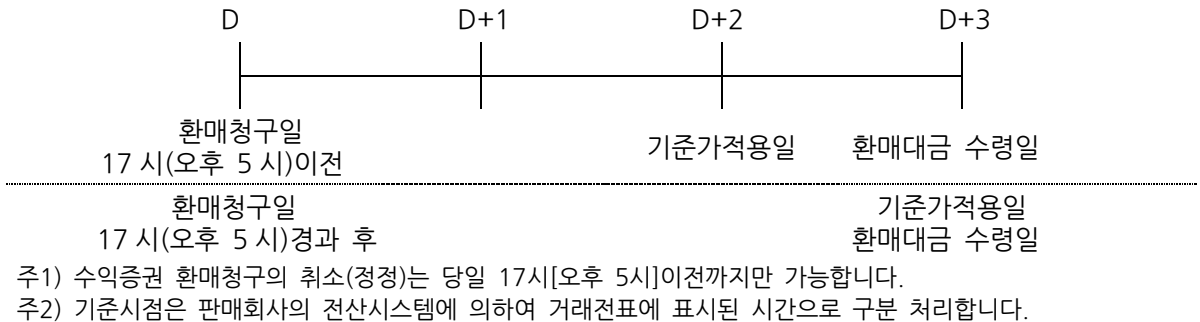 D D+1 D+2 D+3
환매청구일
17 시(오후 5 시)이전
기준가적용일 환매대금 수령일
환매청구일
17 시(오후 5 시)경과 후
기준가적용일
환매대금 수령일
주1) 수익증권 환매청구의 취소(정정)는 당일 17시[오후 5시]이전까지만 가능합니다.
주2) 기준시점은 판매회사의 전산시스템에 의하여 거래전표에 표시된 시간으로 구분 처리합니다.